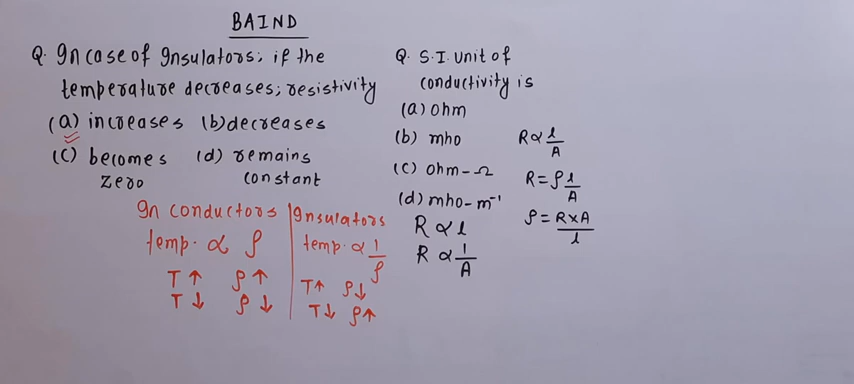 BAIND
Q. In case of Insulators; if the
temperature decreases; resistivity
(a) increases (b) decreases
(c) becomes zero (d) remains constant
In conductors
temp. ∝ ρ
T↑ ρ↑
T↓ ρ↓
Insulators
temp. ∝ 1/ρ
T↑ ρ↓
T↓ ρ↑
Q. S.I. unit of
conductivity is
(a) ohm
(b) mho
(c) ohm-Ω
(d) mho-m⁻¹
R ∝ l
R ∝ 1/A
R ∝ l/A
R = ρ l/A
ρ = R×A/l